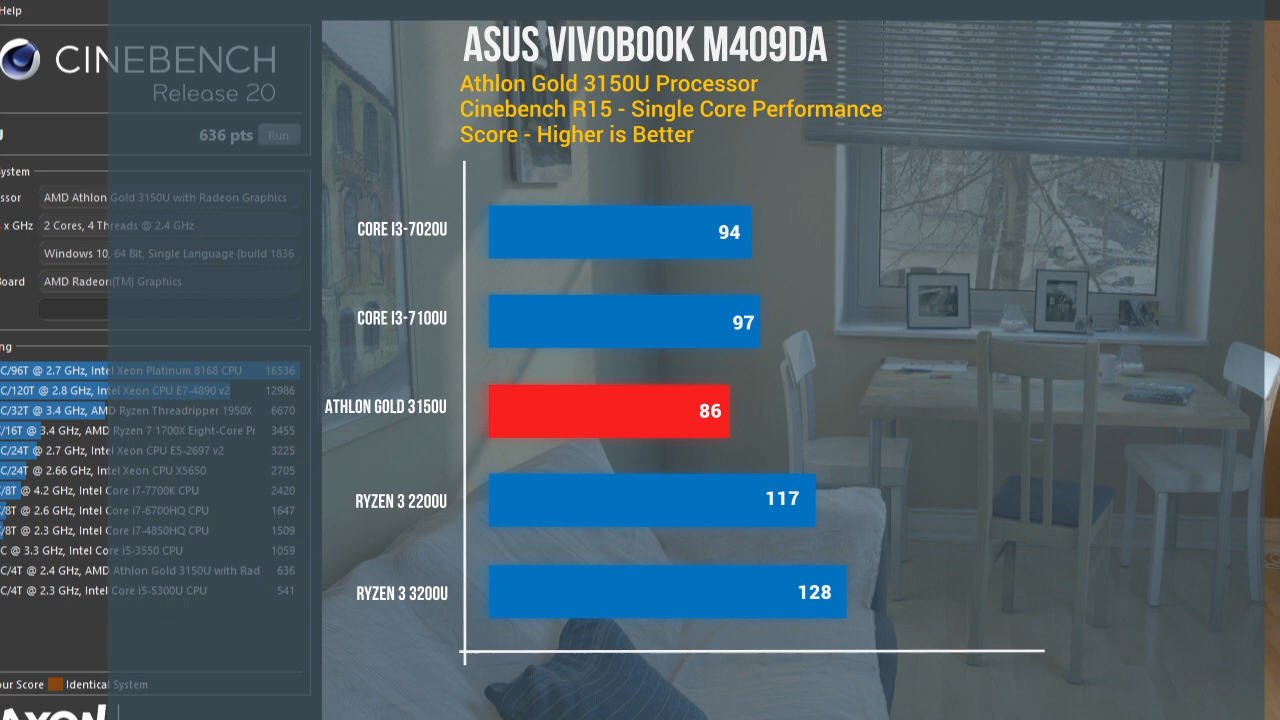 Help
CINEBENCH
Release 20
636 pts Run
AMD Athlon Gold 3150U with Radeon Graphics
x GHz 2 Cores, 4 Threads @ 2.4 GHz
Windows 10, 64 Bit, Single Language (build 1836
AMD Radeon(TM) Graphics
C/96T @ 2.7 GHz, Intel Xeon Platinum 8168 CPU 16536
C/120T @ 2.8 GHz, Intel Xeon CPU E7-4890 v2 12986
C/32T @ 3.4 GHz, AMD Ryzen Threadripper 1950X 6670
/16T @ 3.4 GHz, AMD Ryzen 7 1700X Eight-Core Pr 3455
C/24T @ 2.7 GHz, Intel Xeon CPU E5-2697 v2 3225
C/24T @ 2.66 GHz, Intel Xeon CPU X5650 2705
/8T @ 4.2 GHz, Intel Core i7-7700K CPU 2420
/8T @ 2.6 GHz, Intel Core i7-6700HQ CPU 1647
/8T @ 2.3 GHz, Intel Core i7-4850HQ CPU 1509
C @ 3.3 GHz, Intel Core i5-3550 CPU 1059
C/4T @ 2.4 GHz, AMD Athlon Gold 3150U with Rad 636
C/4T @ 2.3 GHz, Intel Core i5-5300U CPU 541
our Score Identical System
ASUS VIVOBOOK M409DA
Athlon Gold 3150U Processor
Cinebench R15 - Single Core Performance
Score - Higher is Better
CORE I3-7020U 94
CORE I3-7100U 97
ATHLON GOLD 3150U 86
RYZEN 3 2200U 117
RYZEN 3 3200U 128